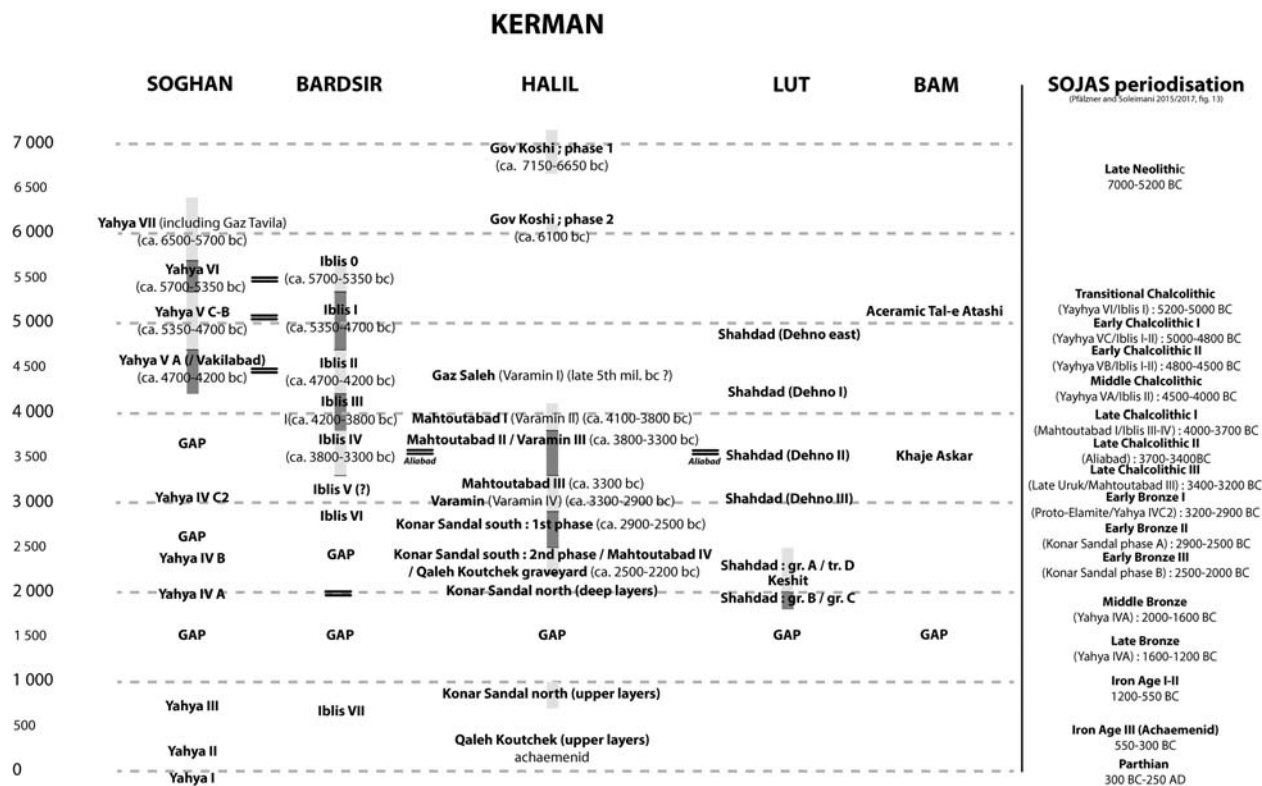 KERMAN
SOGHAN
BARDSIR
HALIL
LUT
BAM
SOJAS periodisation
(Pfälzner and Soleimani 2015/2017, fig. 13)
7 000
6 500
6 000
5 500
5 000
4 500
4 000
3 500
3 000
2 500
2 000
1 500
1 000
500
0
Yahya VII (including Gaz Tavila)
(ca. 6500-5700 bc)
Yahya VI
(ca. 5700-5350 bc)
Yahya V C-B
(ca. 5350-4700 bc)
Yahya V A (/ Vakilabad)
(ca. 4700-4200 bc)
GAP
Yahya IV C2
GAP
Yahya IV B
Yahya IV A
GAP
Yahya III
Yahya II
Yahya I
Iblis 0
(ca. 5700-5350 bc)
Iblis I
(ca. 5350-4700 bc)
Iblis II
(ca. 4700-4200 bc)
Iblis III
I(ca. 4200-3800 bc)
Iblis IV
(ca. 3800-3300 bc)
Iblis V (?)
Iblis VI
GAP
GAP
Iblis VII
Gov Koshi ; phase 1
(ca. 7150-6650 bc)
Gov Koshi ; phase 2
(ca. 6100 bc)
Gaz Saleh (Varamin I) (late 5th mil. bc ?)
Mahtoutabad I (Varamin II) (ca. 4100-3800 bc)
Mahtoutabad II / Varamin III (ca. 3800-3300 bc)
Aliabad
Aliabad
Mahtoutabad III (ca. 3300 bc)
Varamin (Varamin IV) (ca. 3300-2900 bc)
Konar Sandal south : 1st phase (ca. 2900-2500 bc)
Konar Sandal south : 2nd phase / Mahtoutabad IV
/ Qaleh Koutchek graveyard (ca. 2500-2200 bc)
Konar Sandal north (deep layers)
GAP
Konar Sandal north (upper layers)
Qaleh Koutchek (upper layers)
achaemenid
Shahdad (Dehno east)
Shahdad (Dehno I)
Shahdad (Dehno II)
Shahdad (Dehno III)
Shahdad : gr. A / tr. D
Keshit
Shahdad : gr. B / gr. C
GAP
Aceramic Tal-e Atashi
Khaje Askar
GAP
Late Neolithic
7000-5200 BC
Transitional Chalcolithic
(Yayhya VI/Iblis I) : 5200-5000 BC
Early Chalcolithic I
(Yayhya VC/Iblis I-II) : 5000-4800 BC
Early Chalcolithic II
(Yayhya VB/Iblis I-II) : 4800-4500 BC
Middle Chalcolithic
(Yayhya VA/Iblis II) : 4500-4000 BC
Late Chalcolithic I
(Mahtoutabad I/Iblis III-IV) : 4000-3700 BC
Late Chalcolithic II
(Aliabad) : 3700-3400BC
Late Chalcolithic III
(Late Uruk/Mahtoutabad III) : 3400-3200 BC
Early Bronze I
(Proto-Elamite/Yahya IVC2) : 3200-2900 BC
Early Bronze II
(Konar Sandal phase A) : 2900-2500 BC
Early Bronze III
(Konar Sandal phase B) : 2500-2000 BC
Middle Bronze
(Yahya IVA) : 2000-1600 BC
Late Bronze
(Yahya IVA) : 1600-1200 BC
Iron Age I-II
1200-550 BC
Iron Age III (Achaemenid)
550-300 BC
Parthian
300 BC-250 AD